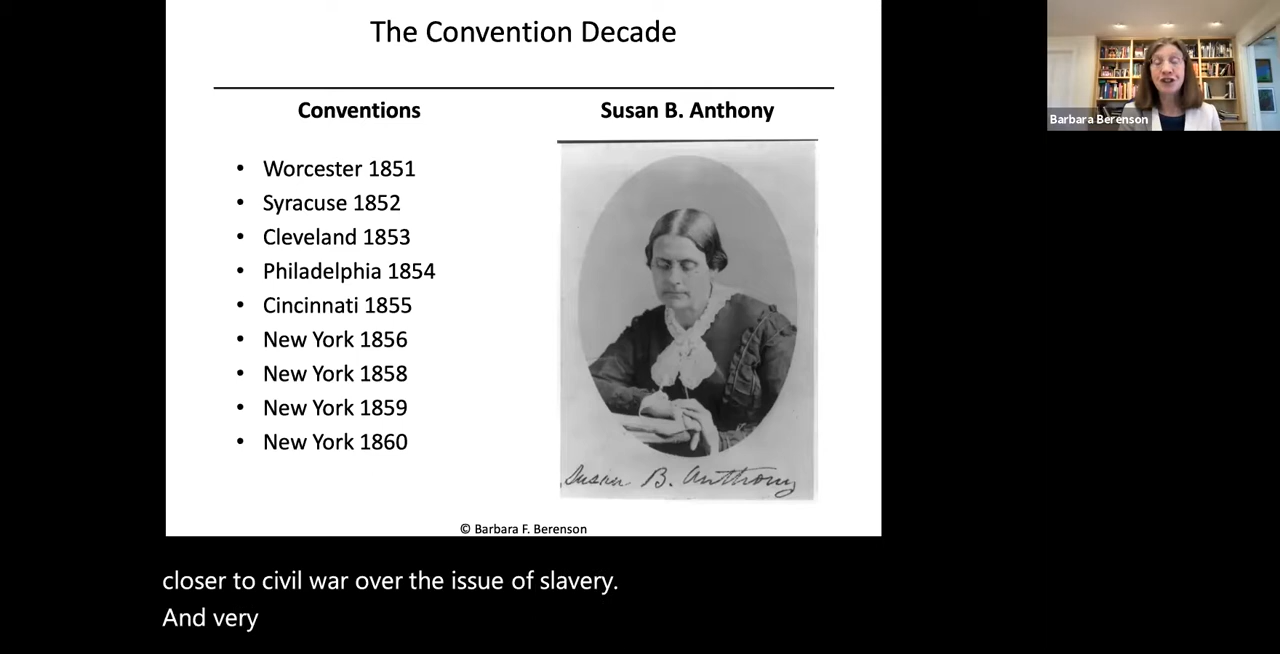 The Convention Decade
Conventions
Susan B. Anthony
• Worcester 1851
• Syracuse 1852
• Cleveland 1853
• Philadelphia 1854
• Cincinnati 1855
• New York 1856
• New York 1858
• New York 1859
• New York 1860
Susan B. Anthony
© Barbara F. Berenson
Barbara Berenson
closer to civil war over the issue of slavery.
And very